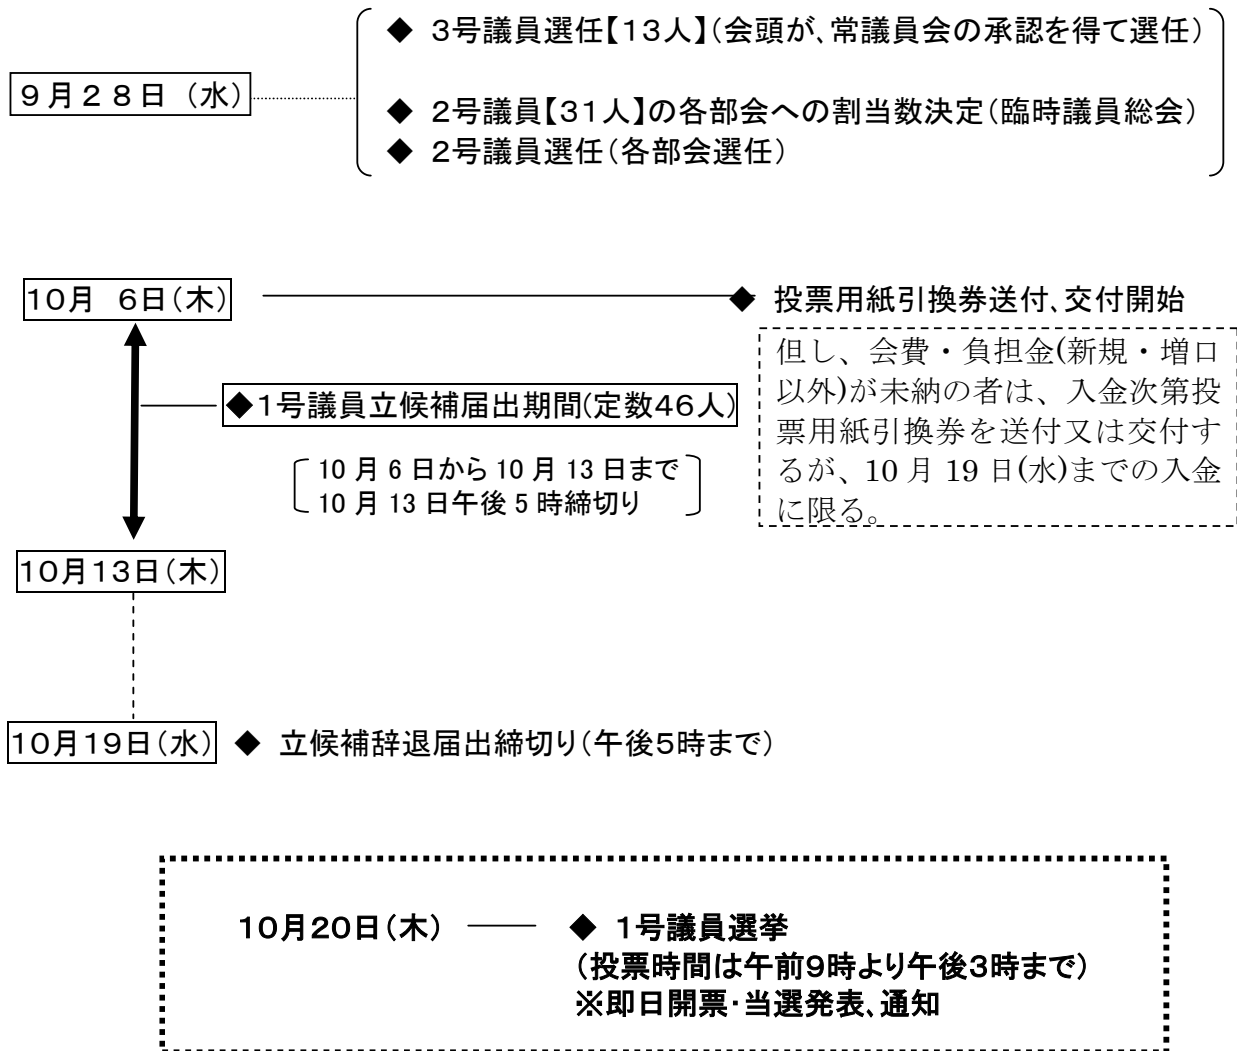 ◆ 3号議員選任【13人】(会頭が、常議員会の承認を得て選任)
9月28日 (水)
◆ 2号議員【31人】の各部会への割当数決定(臨時議員総会)
◆ 2号議員選任(各部会選任)
10月 6日(木)
◆ 投票用紙引換券送付、交付開始
但し、会費・負担金(新規・増口
以外)が未納の者は、入金次第投
票用紙引換券を送付又は交付す
るが、10月19日(水)までの入金
に限る。
◆1号議員立候補届出期間(定数46人)
10月6日から10月13日まで
10月13日午後5時締切り
10月13日(木)
10月19日(水) ◆ 立候補辞退届出締切り(午後5時まで)
10月20日(木) ◆ 1号議員選挙
(投票時間は午前9時より午後3時まで)
※即日開票・当選発表、通知